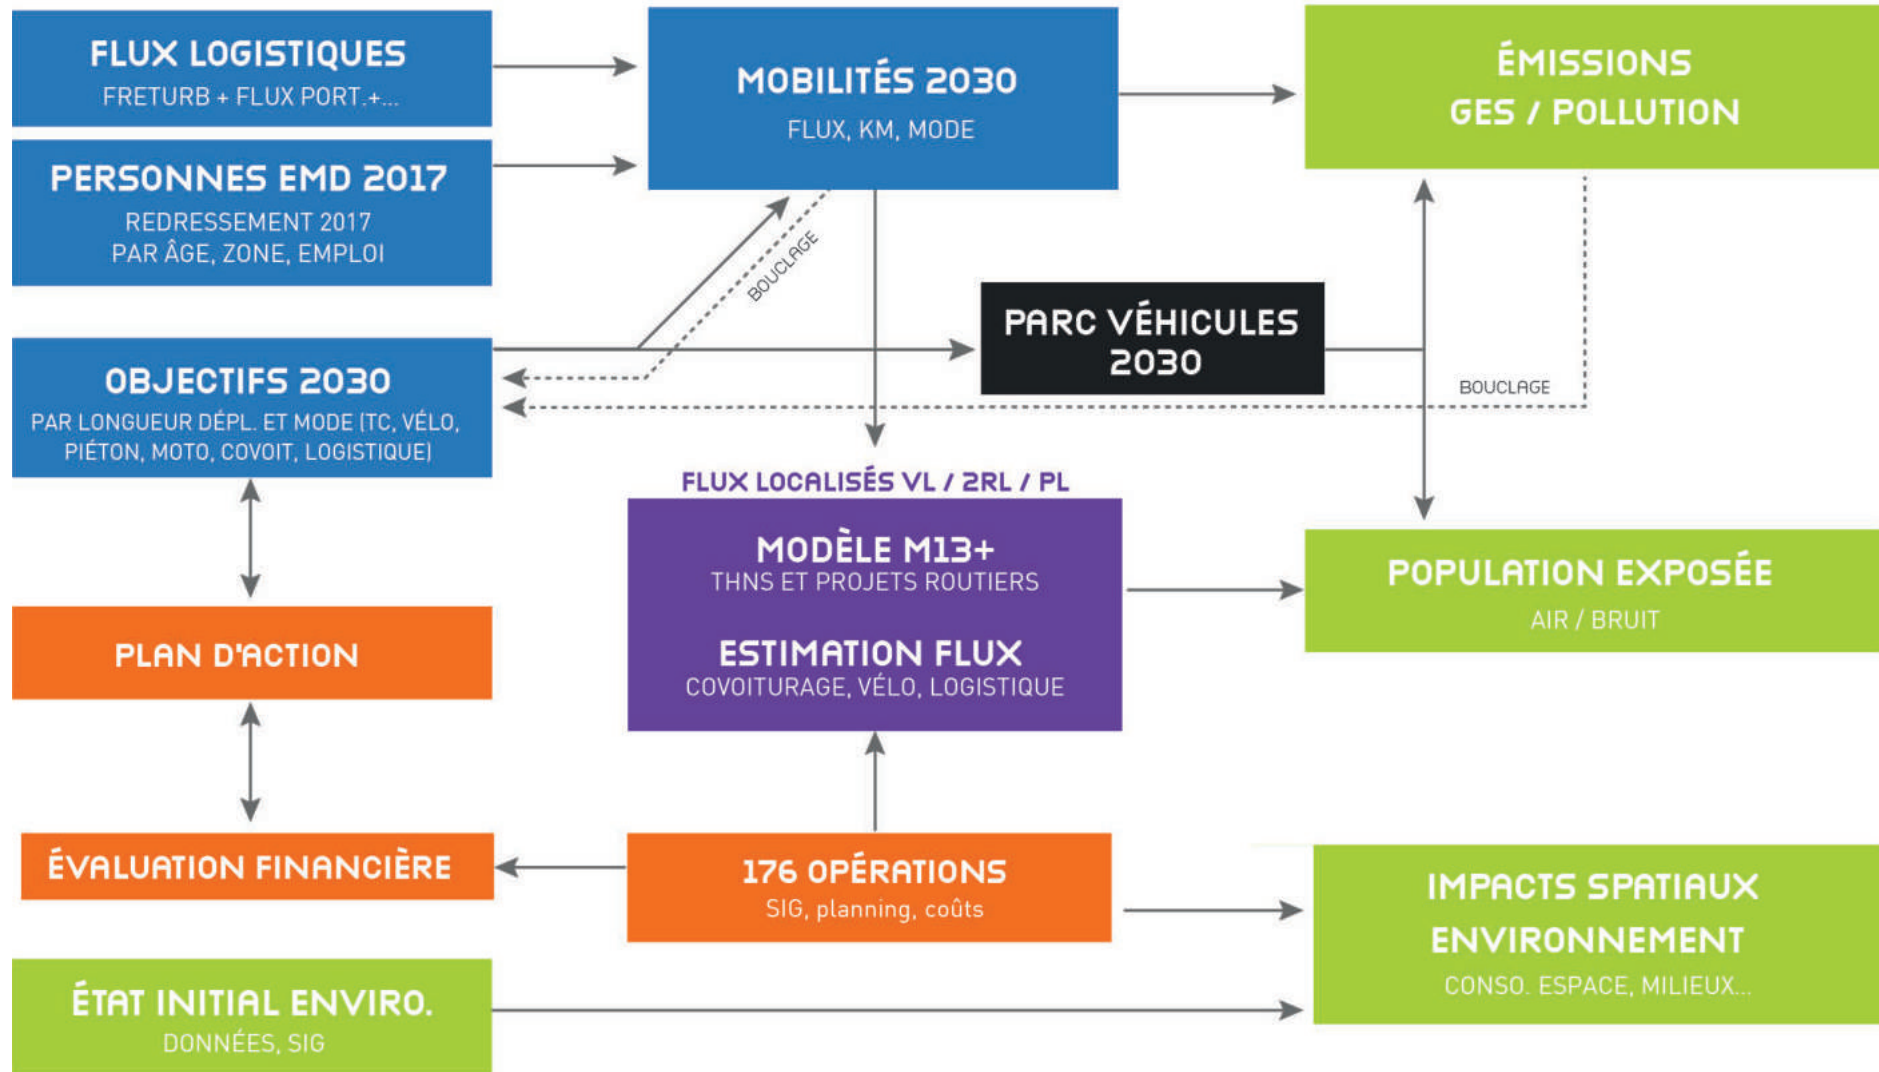 FLUX LOGISTIQUES
FRETURB + FLUX PORT.+...
MOBILITÉS 2030
FLUX, KM, MODE
ÉMISSIONS
GES / POLLUTION
PERSONNES EMD 2017
REDRESSEMENT 2017
PAR ÂGE, ZONE, EMPLOI
BOUCLAGE
PARC VÉHICULES
2030
OBJECTIFS 2030
PAR LONGUEUR DÉPL. ET MODE (TC, VÉLO,
PIÉTON, MOTO, COVOIT, LOGISTIQUE)
BOUCLAGE
FLUX LOCALISÉS VL / 2RL / PL
MODÈLE M13+
THNS ET PROJETS ROUTIERS
ESTIMATION FLUX
COVOITURAGE, VÉLO, LOGISTIQUE
POPULATION EXPOSÉE
AIR / BRUIT
PLAN D'ACTION
ÉVALUATION FINANCIÈRE
176 OPÉRATIONS
SIG, planning, coûts
IMPACTS SPATIAUX
ENVIRONNEMENT
CONSO. ESPACE, MILIEUX...
ÉTAT INITIAL ENVIRO.
DONNÉES, SIG